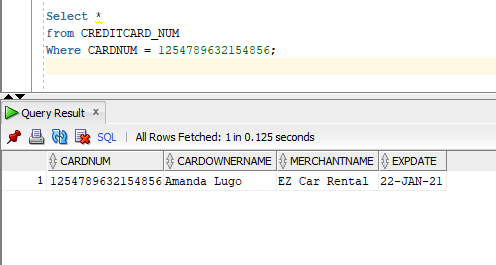 Select *
from CREDITCARD_NUM
Where CARDNUM = 1254789632154856;
Query Result x
SQL | All Rows Fetched: 1 in 0.125 seconds
CARDNUM CARDOWNERNAME MERCHANTNAME EXPDATE
1 1254789632154856 Amanda Lugo EZ Car Rental 22-JAN-21